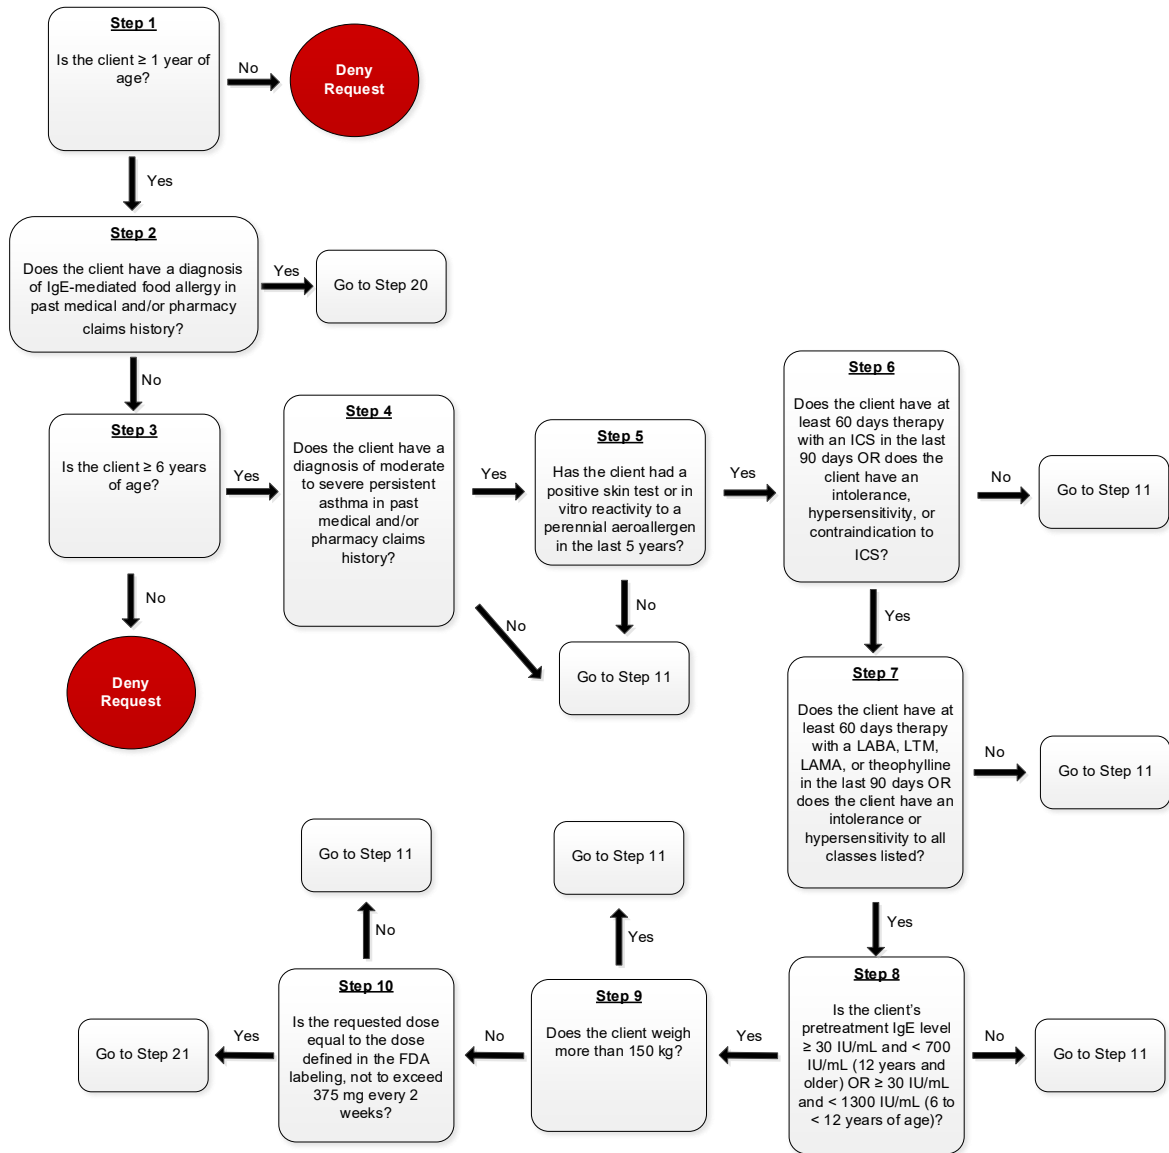 Step 1
Is the client ≥ 1 year of
age?
No
Deny
Request
Yes
Step 2
Does the client have a diagnosis
of IgE-mediated food allergy in
past medical and/or pharmacy
claims history?
Yes
Go to Step 20
No
Step 3
Is the client ≥ 6 years
of age?
Yes
No
Deny
Request
Step 4
Does the client have a
diagnosis of moderate
to severe persistent
asthma in past
medical and/or
pharmacy claims
history?
Yes
No
Step 5
Has the client had a
positive skin test or in
vitro reactivity to a
perennial aeroallergen
in the last 5 years?
Yes
No
Go to Step 11
Step 6
Does the client have at
least 60 days therapy
with an ICS in the last
90 days OR does the
client have an
intolerance,
hypersensitivity, or
contraindication to
ICS?
No
Go to Step 11
Yes
Step 7
Does the client have at
least 60 days therapy
with a LABA, LTM,
LAMA, or theophylline
in the last 90 days OR
does the client have an
intolerance or
hypersensitivity to all
classes listed?
No
Go to Step 11
Yes
Step 8
Is the client's
pretreatment IgE level
≥ 30 IU/mL and < 700
IU/mL (12 years and
older) OR ≥ 30 IU/mL
and < 1300 IU/mL (6 to
< 12 years of age)?
No
Go to Step 11
Yes
Step 9
Does the client weigh
more than 150 kg?
Yes
Go to Step 11
No
Step 10
Is the requested dose
equal to the dose
defined in the FDA
labeling, not to exceed
375 mg every 2
weeks?
No
Go to Step 11
Yes
Go to Step 21